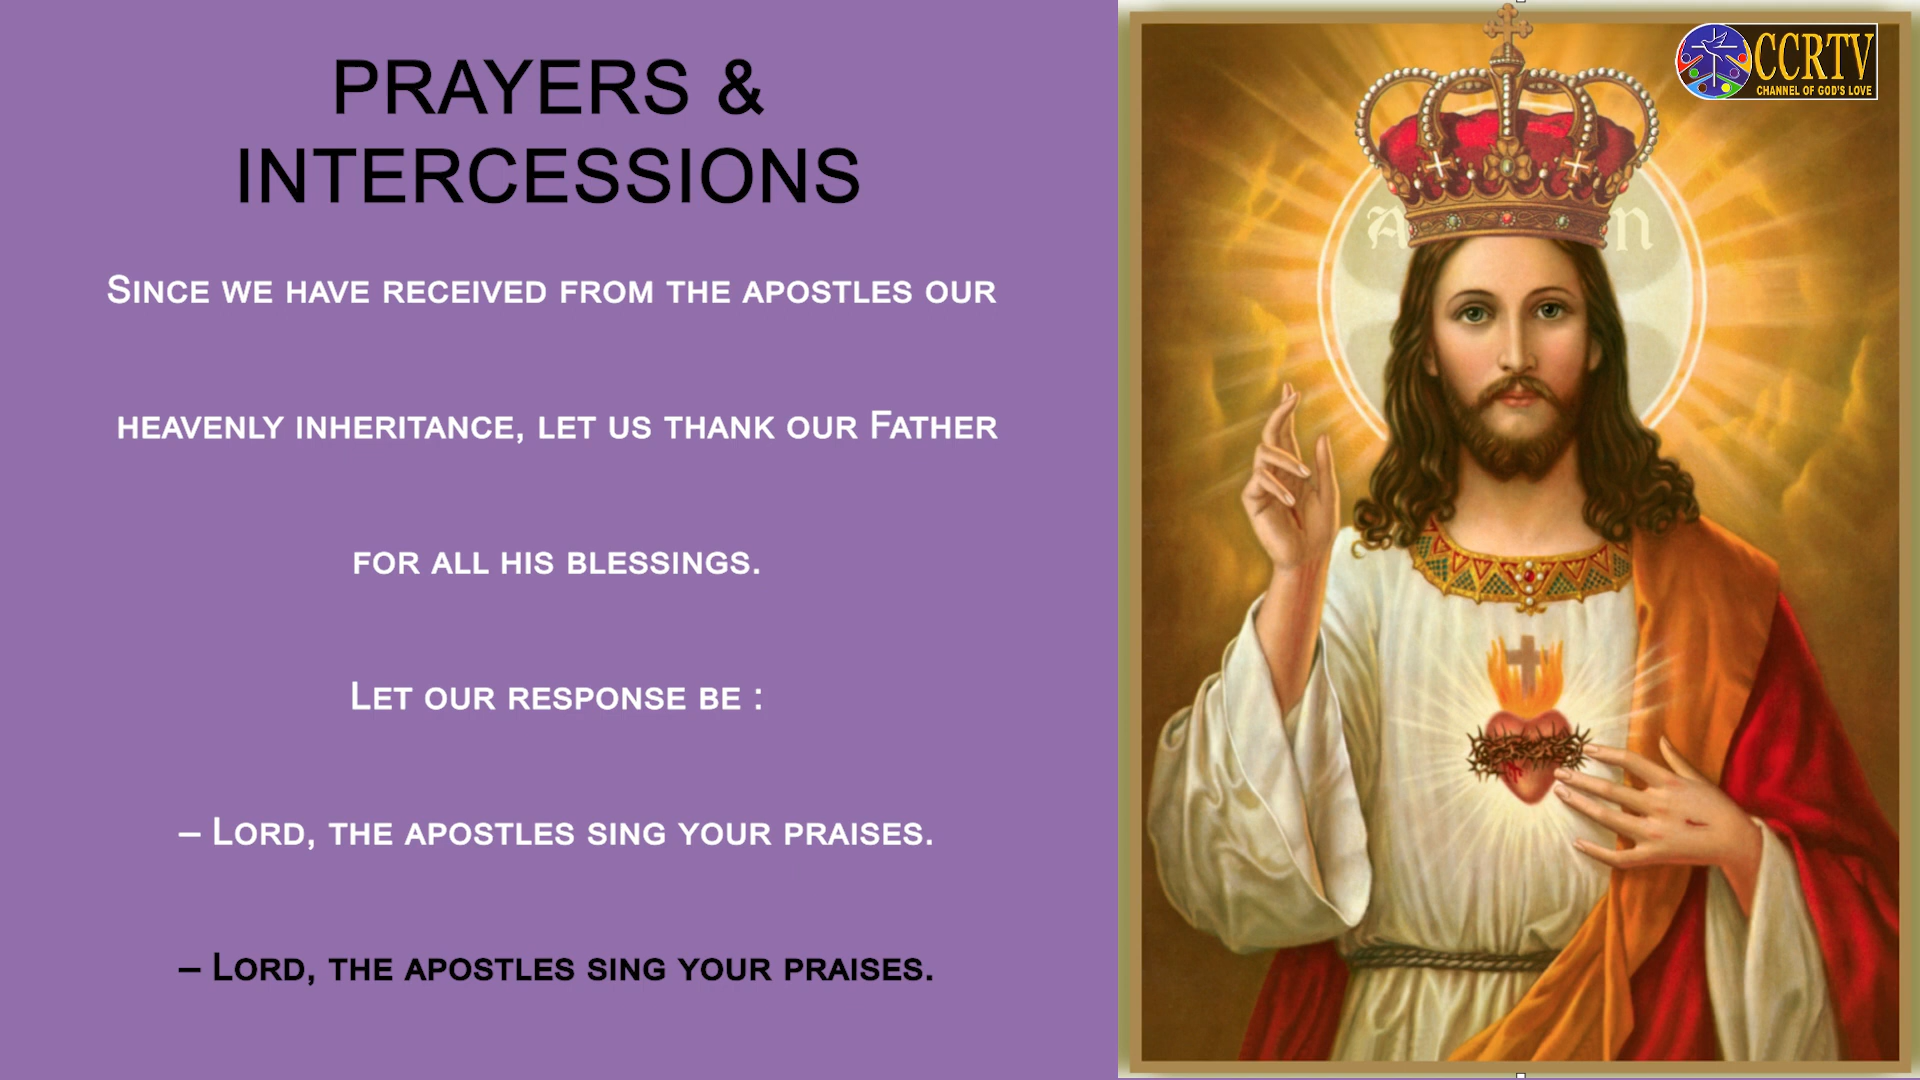 PRAYERS &
INTERCESSIONS
Since we have received from the apostles our
heavenly inheritance, let us thank our Father
for all his blessings.
Let our response be :
– Lord, the apostles sing your praises.
– Lord, the apostles sing your praises.
CCRTV
CHANNEL OF GOD'S LOVE
A n